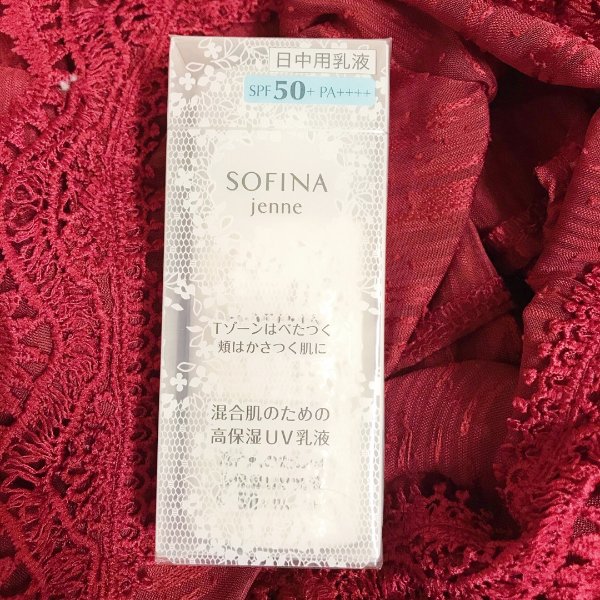 日中用乳液
SPF50+ PA++++
SOFINA
jenne
Tゾーンはべたつく
頬はかさつく肌に
混合肌のための
高保湿UV乳液